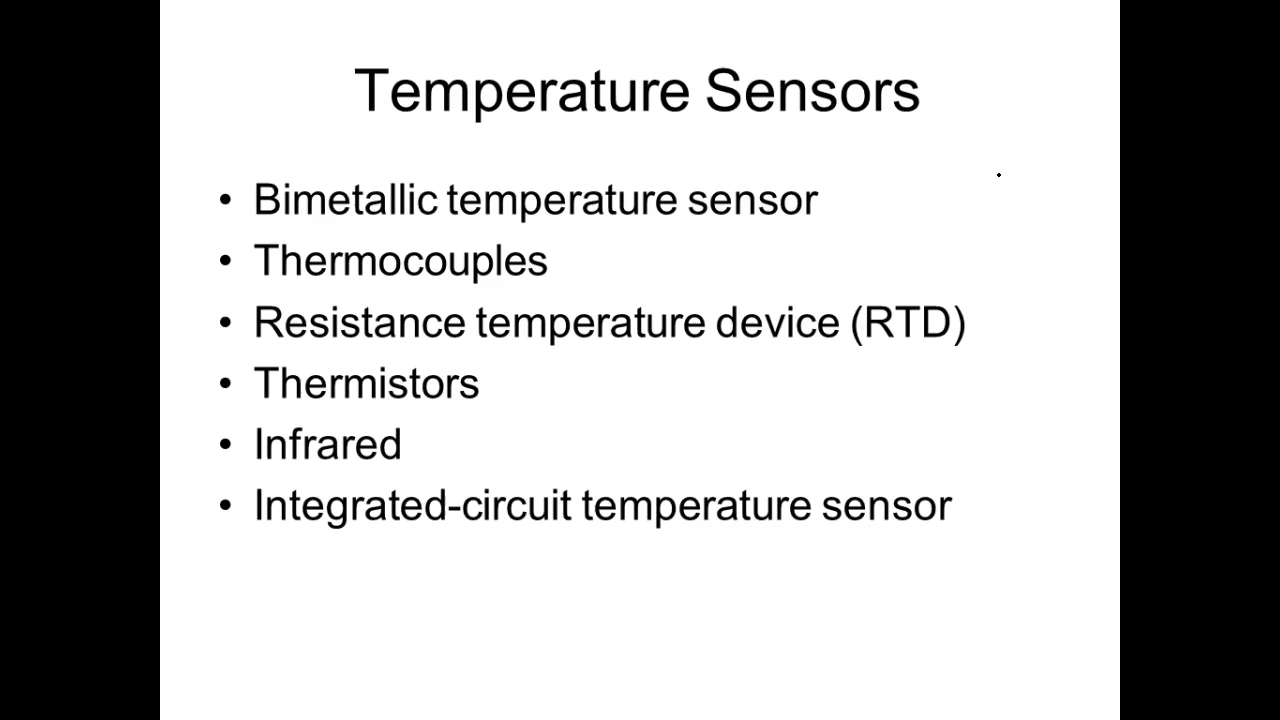 Temperature Sensors
• Bimetallic temperature sensor
• Thermocouples
• Resistance temperature device (RTD)
• Thermistors
• Infrared
• Integrated-circuit temperature sensor